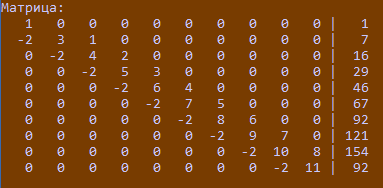 Матрица:
1 0 0 0 0 0 0 0 0 0 | 1
-2 3 1 0 0 0 0 0 0 0 | 7
0 -2 4 2 0 0 0 0 0 0 | 16
0 0 -2 5 3 0 0 0 0 0 | 29
0 0 0 -2 6 4 0 0 0 0 | 46
0 0 0 0 -2 7 5 0 0 0 | 67
0 0 0 0 0 -2 8 6 0 0 | 92
0 0 0 0 0 0 -2 9 7 0 | 121
0 0 0 0 0 0 0 -2 10 8 | 154
0 0 0 0 0 0 0 0 -2 11 | 92